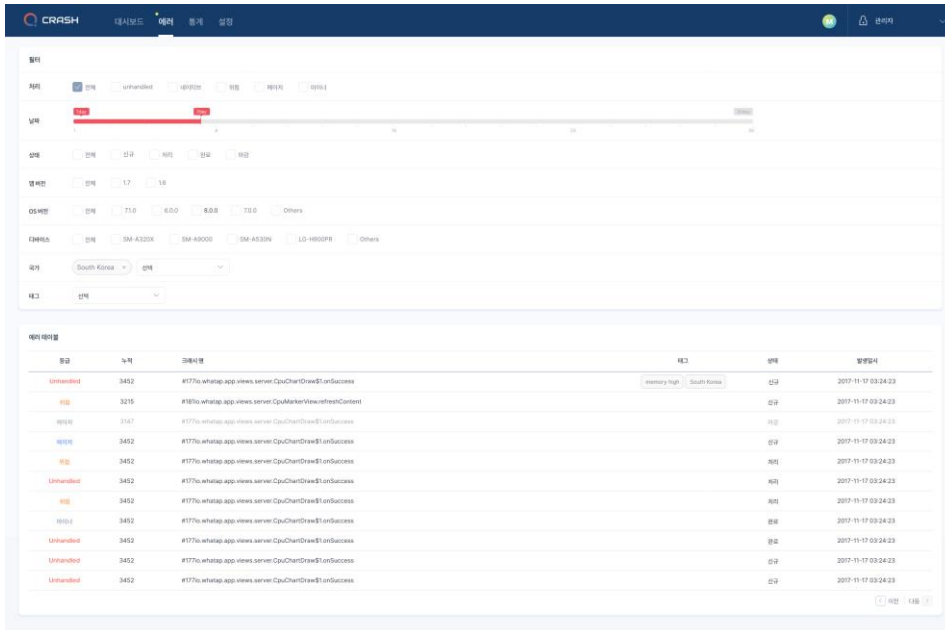 CRASH 대시보드 에러 통계 설정 M 관리자
필터
처리 전체 unhandled 네이티브 위험 메이저 마이너
날짜 1day 7day 30day
상태 전체 신규 처리 완료 마감
앱 버전 전체 1.7 1.6
OS 버전 전체 7.1.0 6.0.0 8.0.0 7.0.0 Others
디바이스 전체 SM-A320X SM-A9000 SM-A530N LG-H900PR Others
국가 South Korea 선택
태그 선택
에러 테이블
등급 누적 크래시 명 태그 상태 발생일시
Unhandled 3452 #177io.whatap.app.views.server.CpuChartDraw$1.onSuccess memory high South Korea 신규 2017-11-17 03:24:23
위험 3215 #181io.whatap.app.views.server.CpuMarkerView.refreshContent 신규 2017-11-17 03:24:23
메이저 3147 #177io.whatap.app.views.server.CpuChartDraw$1.onSuccess 마감 2017-11-17 03:24:23
메이저 3452 #177io.whatap.app.views.server.CpuChartDraw$1.onSuccess 신규 2017-11-17 03:24:23
위험 3452 #177io.whatap.app.views.server.CpuChartDraw$1.onSuccess 처리 2017-11-17 03:24:23
Unhandled 3452 #177io.whatap.app.views.server.CpuChartDraw$1.onSuccess 처리 2017-11-17 03:24:23
위험 3452 #177io.whatap.app.views.server.CpuChartDraw$1.onSuccess 처리 2017-11-17 03:24:23
마이너 3452 #177io.whatap.app.views.server.CpuChartDraw$1.onSuccess 완료 2017-11-17 03:24:23
Unhandled 3452 #177io.whatap.app.views.server.CpuChartDraw$1.onSuccess 완료 2017-11-17 03:24:23
Unhandled 3452 #177io.whatap.app.views.server.CpuChartDraw$1.onSuccess 신규 2017-11-17 03:24:23
Unhandled 3452 #177io.whatap.app.views.server.CpuChartDraw$1.onSuccess 신규 2017-11-17 03:24:23
이전 다음